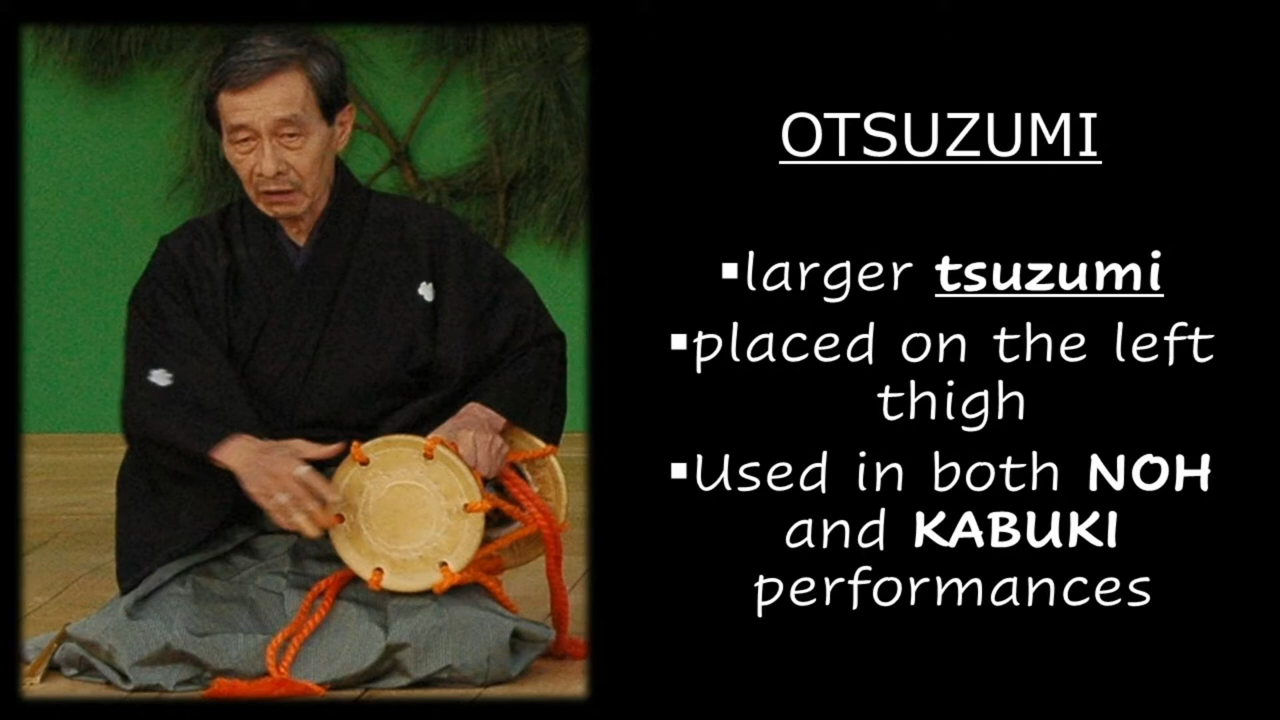 OTSUZUMI
▪larger tsuzumi
▪placed on the left
thigh
▪Used in both NOH
and KABUKI
performances